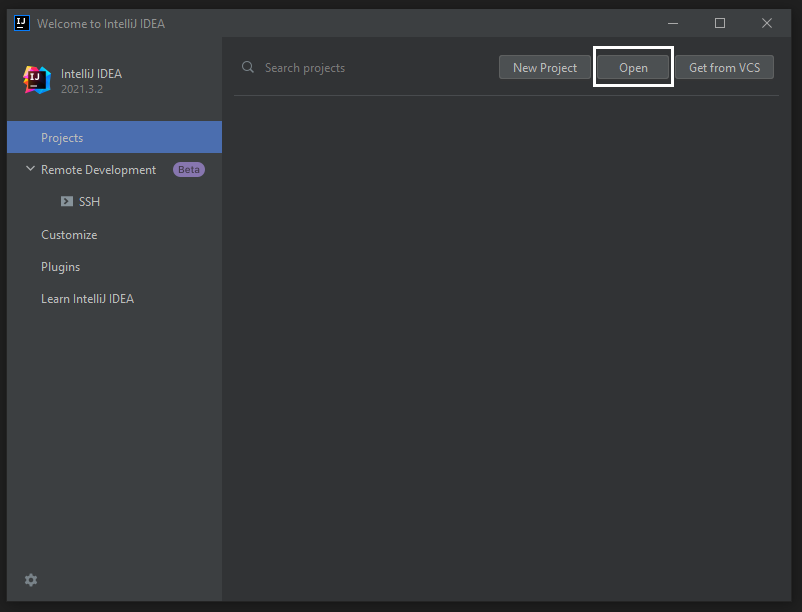 IJ Welcome to IntelliJ IDEA
IJ
IntelliJ IDEA
2021.3.2
Search projects
New Project
Open
Get from VCS
Projects
Remote Development Beta
SSH
Customize
Plugins
Learn IntelliJ IDEA